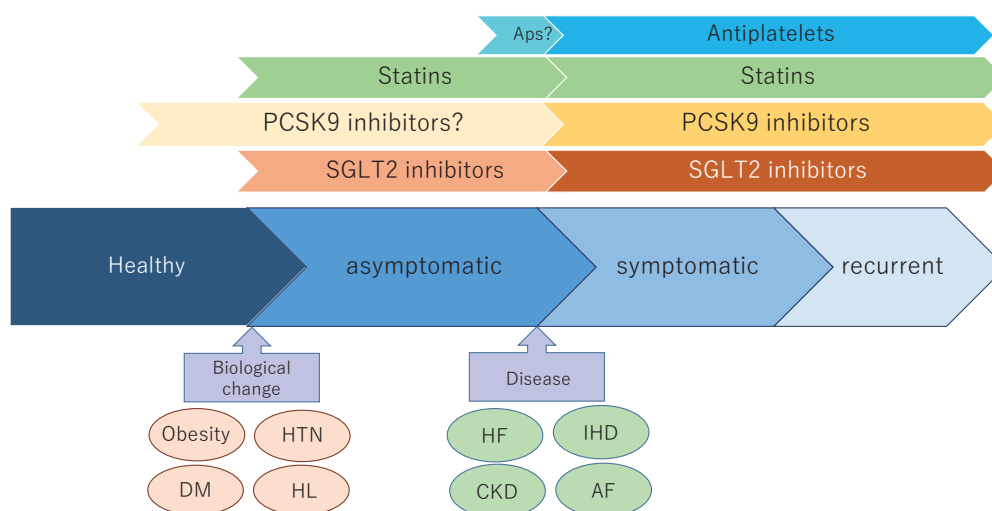 Aps? Antiplatelets
Statins Statins
PCSK9 inhibitors? PCSK9 inhibitors
SGLT2 inhibitors SGLT2 inhibitors
Healthy asymptomatic symptomatic recurrent
Biological
change
Disease
Obesity HTN
DM HL
HF IHD
CKD AF